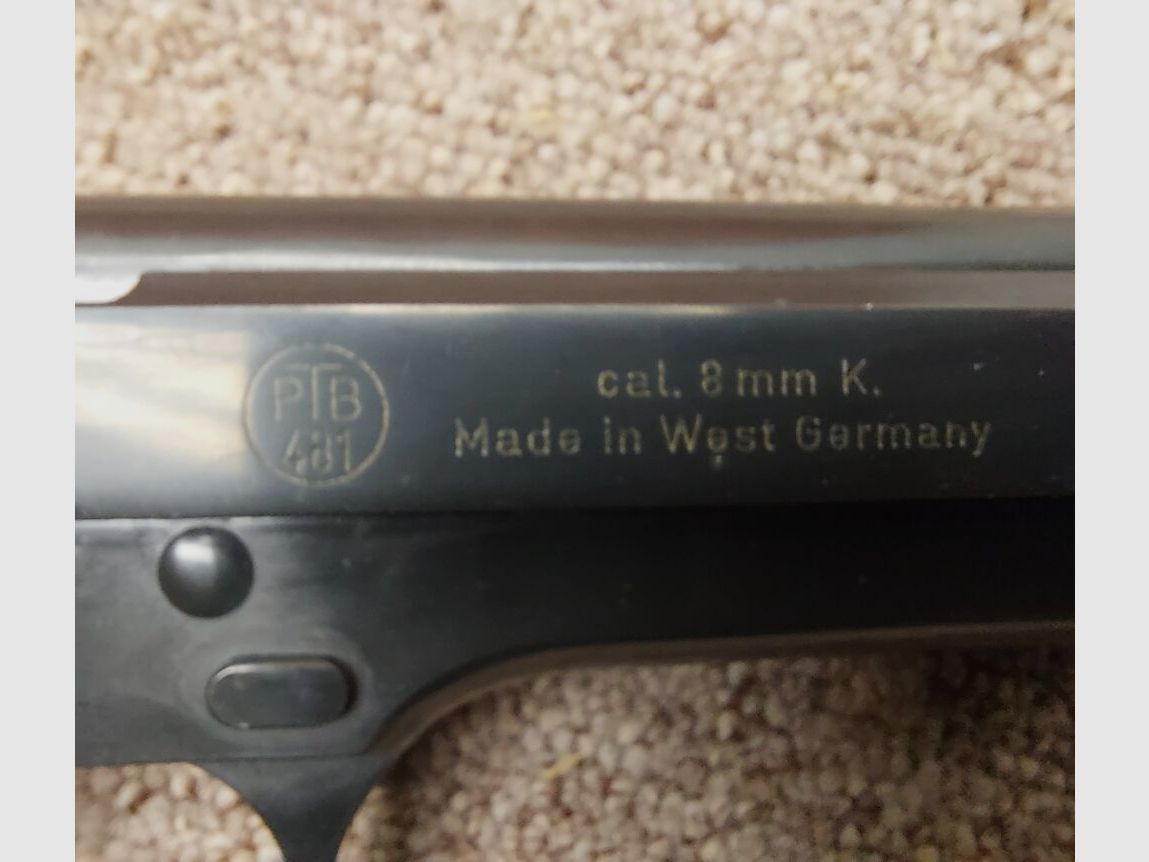 PTB
481
cal. 8 mm K.
Made in West Germany